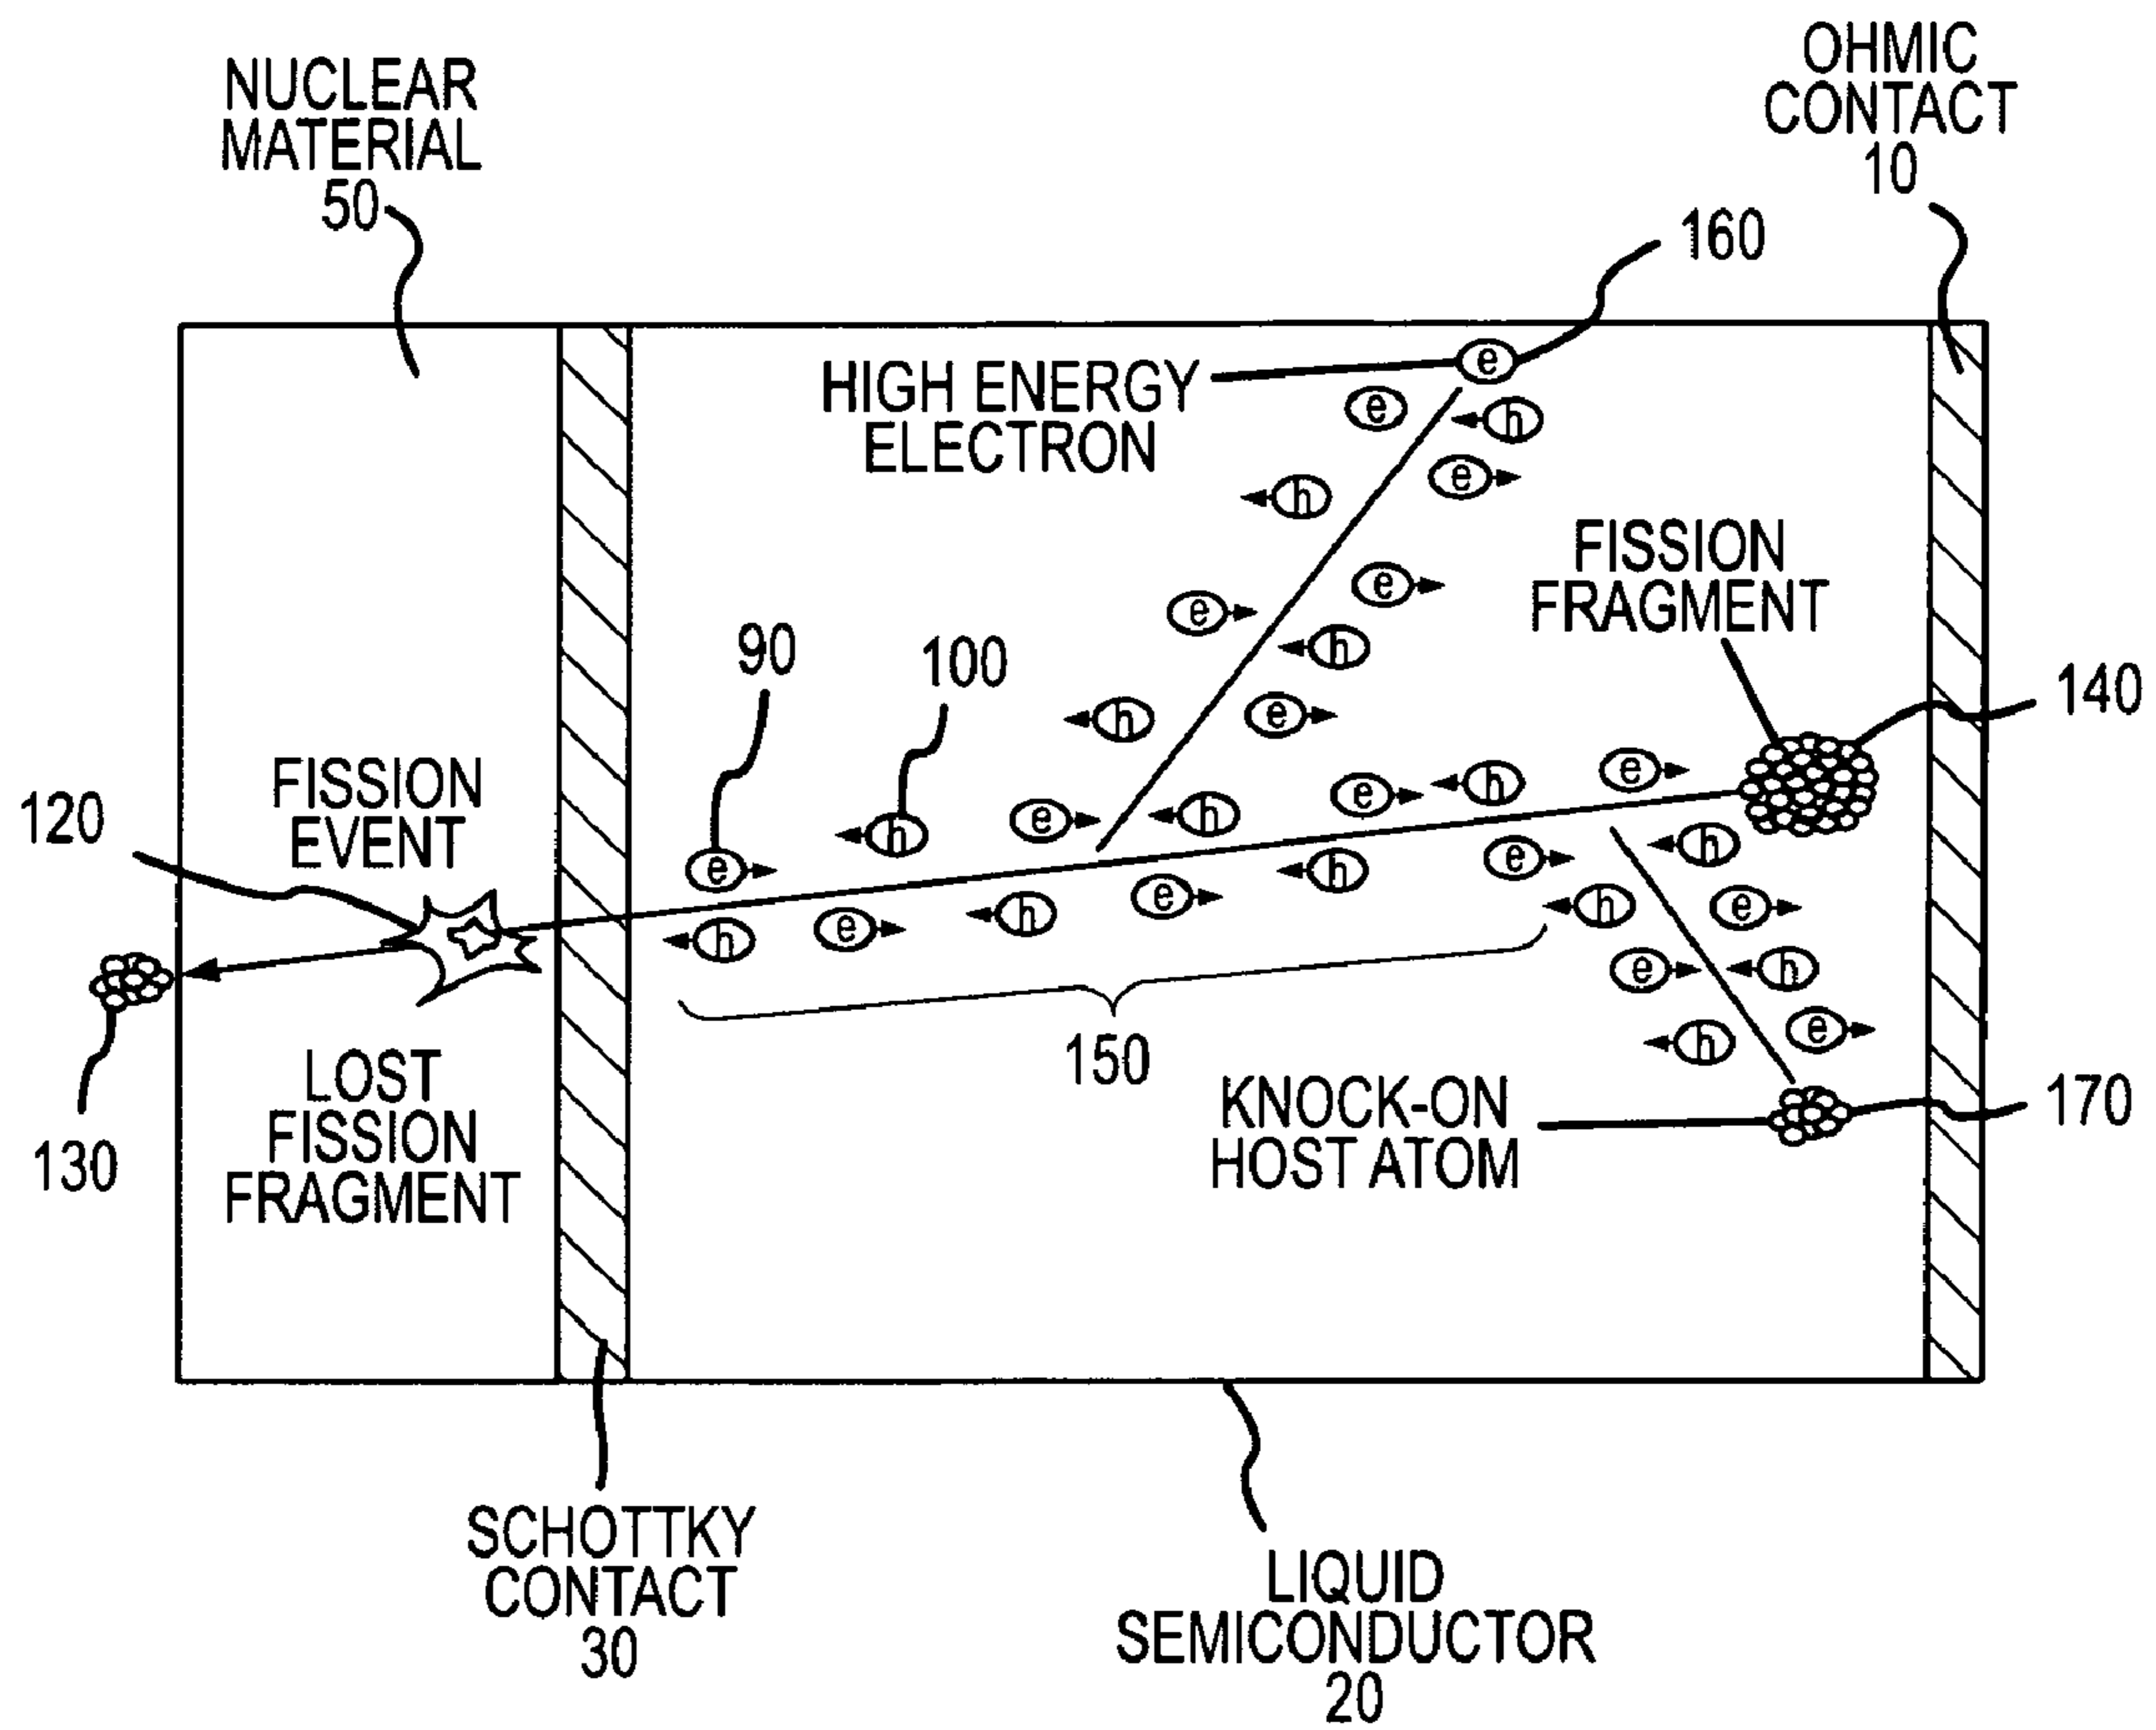 NUCLEAR
MATERIAL
50
OHMIC
CONTACT
10
160
HIGH ENERGY
ELECTRON
e
e
h
e
h
FISSION
FRAGMENT
e
e
h
90
100
h
e
140
FISSION
EVENT
120
e
h
e
h
e
h
e
h
e
h
e
h
e
h
e
h
h
e
e
h
h
e
130
LOST
FISSION
FRAGMENT
150
KNOCK-ON
HOST ATOM
170
SCHOTTKY
CONTACT
30
LIQUID
SEMICONDUCTOR
20